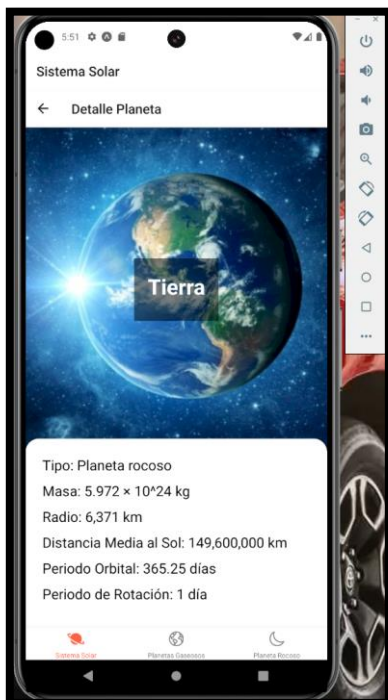 5:51
Sistema Solar
Detalle Planeta
Tierra
Tipo: Planeta rocoso
Masa: 5.972 × 10^24 kg
Radio: 6,371 km
Distancia Media al Sol: 149,600,000 km
Periodo Orbital: 365.25 días
Periodo de Rotación: 1 día
Sistema Solar
Planetas Gaseosos
Planeta Rocoso